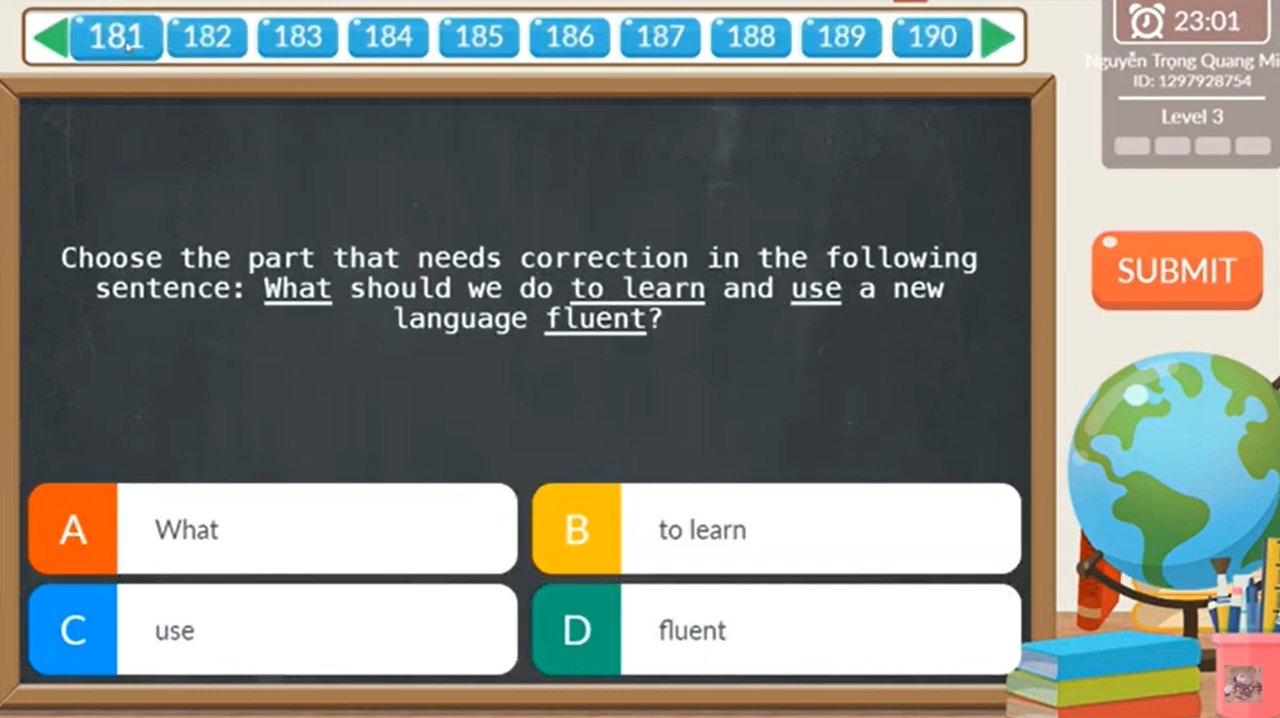 181 182 183 184 185 186 187 188 189 190
23:01
Nguyễn Trọng Quang Mi
ID: 1297928754
Level 3
Choose the part that needs correction in the following
sentence: What should we do to learn and use a new
language fluent?
SUBMIT
A What
B to learn
C use
D fluent